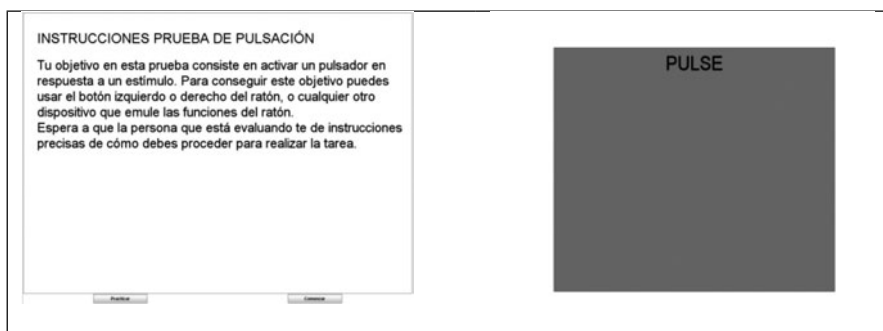 INSTRUCCIONES PRUEBA DE PULSACIÓN
Tu objetivo en esta prueba consiste en activar un pulsador en
respuesta a un estímulo. Para conseguir este objetivo puedes
usar el botón izquierdo o derecho del ratón, o cualquier otro
dispositivo que emule las funciones del ratón.
Espera a que la persona que está evaluando te de instrucciones
precisas de cómo debes proceder para realizar la tarea.
Practicar
Comenzar
PULSE